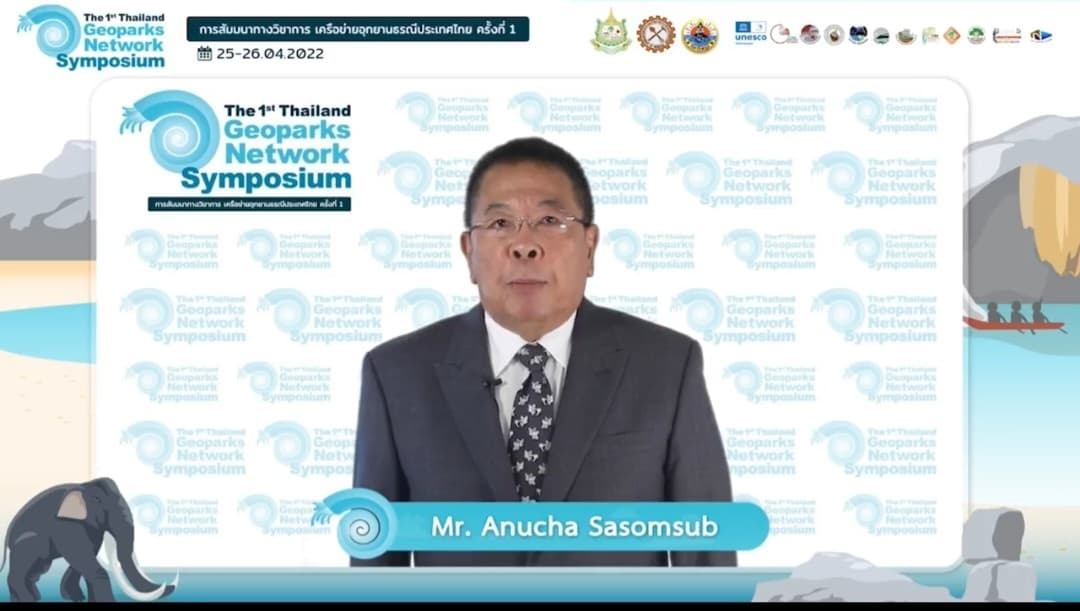 The 1st Thailand
Geoparks
Network
Symposium
การสัมมนาทางวิชาการ เครือข่ายอุทยานธรณีประเทศไทย ครั้งที่ 1
25-26.04.2022
unesco
The 1st Thailand
Geoparks
Network
Symposium
การสัมมนาทางวิชาการ เครือข่ายอุทยานธรณีประเทศไทย ครั้งที่ 1
Mr. Anucha Sasomsub